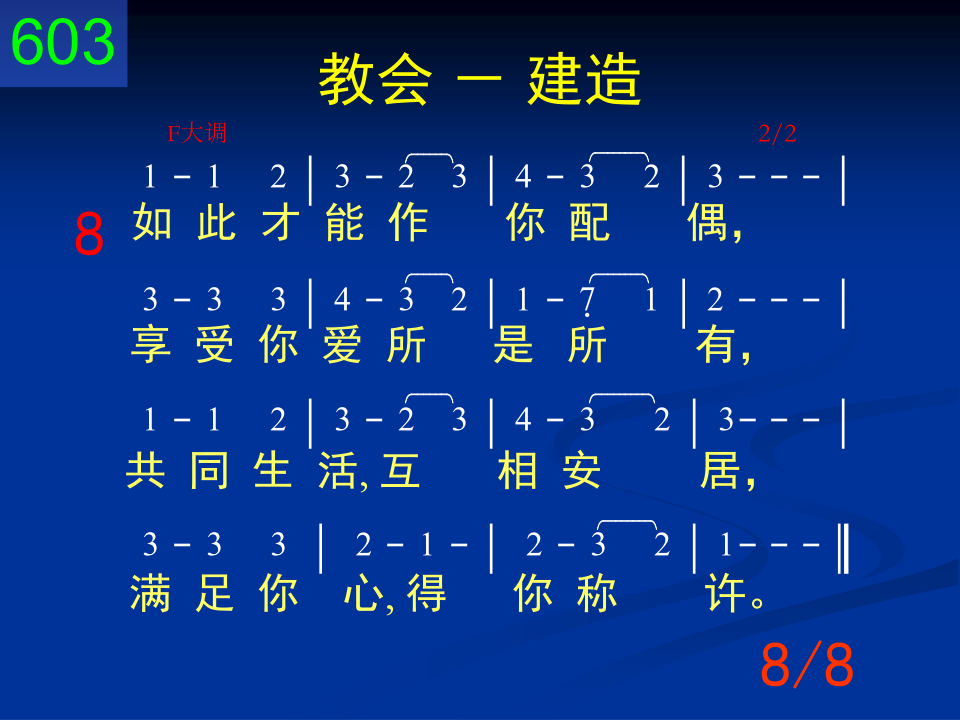 603
教会 － 建造
F大调 2/2
1 - 1 2 | 3 - 2 3 | 4 - 3 2 | 3 - - - |
8 如 此 才 能 作 你 配 偶，
3 - 3 3 | 4 - 3 2 | 1 - 7̣ 1 | 2 - - - |
享 受 你 爱 所 是 所 有，
1 - 1 2 | 3 - 2 3 | 4 - 3 2 | 3 - - - |
共 同 生 活, 互 相 安 居，
3 - 3 3 | 2 - 1 - | 2 - 3 2 | 1 - - - ‖
满 足 你 心, 得 你 称 许。
8/8